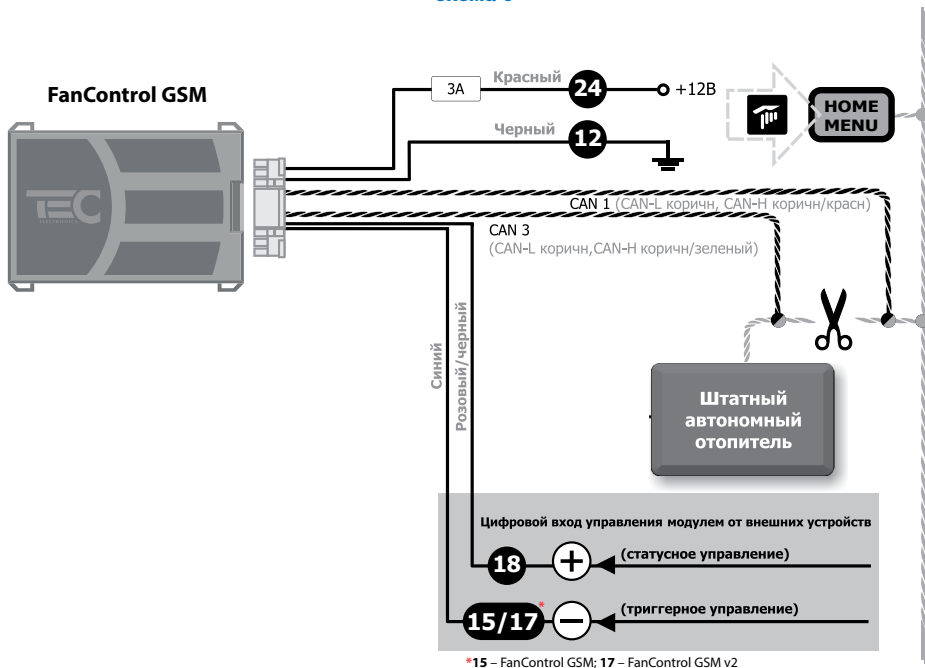 FanControl GSM
TEC
3A
Красный
24
+12В
Черный
12
HOME
MENU
CAN 1 (CAN-L коричн, CAN-H коричн/красн)
CAN 3
(CAN-L коричн,CAN-H коричн/зеленый)
Синий
Розовый/черный
Штатный
автономный
отопитель
Цифровой вход управления модулем от внешних устройств
18
+
(статусное управление)
15/17*
−
(триггерное управление)
*15 – FanControl GSM; 17 – FanControl GSM v2